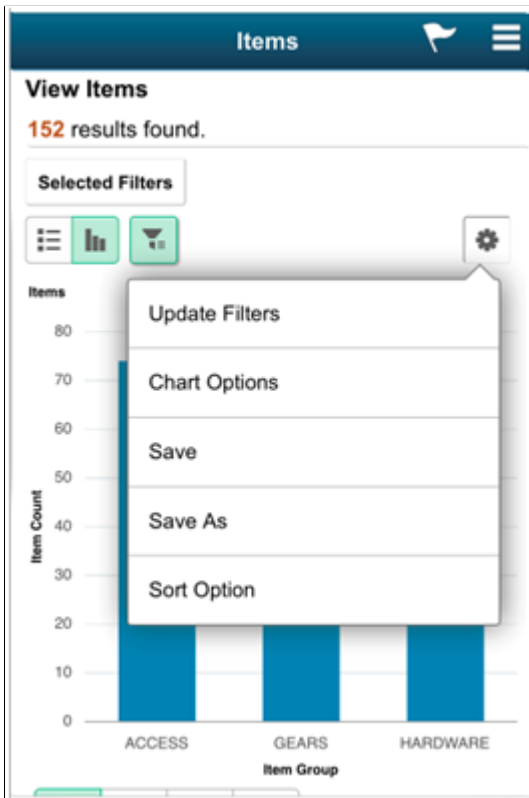 Items
View Items
152 results found.
Selected Filters
Items
Update Filters
Chart Options
Save
Save As
Sort Option
80
70
60
50
40
30
20
10
0
Item Count
ACCESS GEARS HARDWARE
Item Group